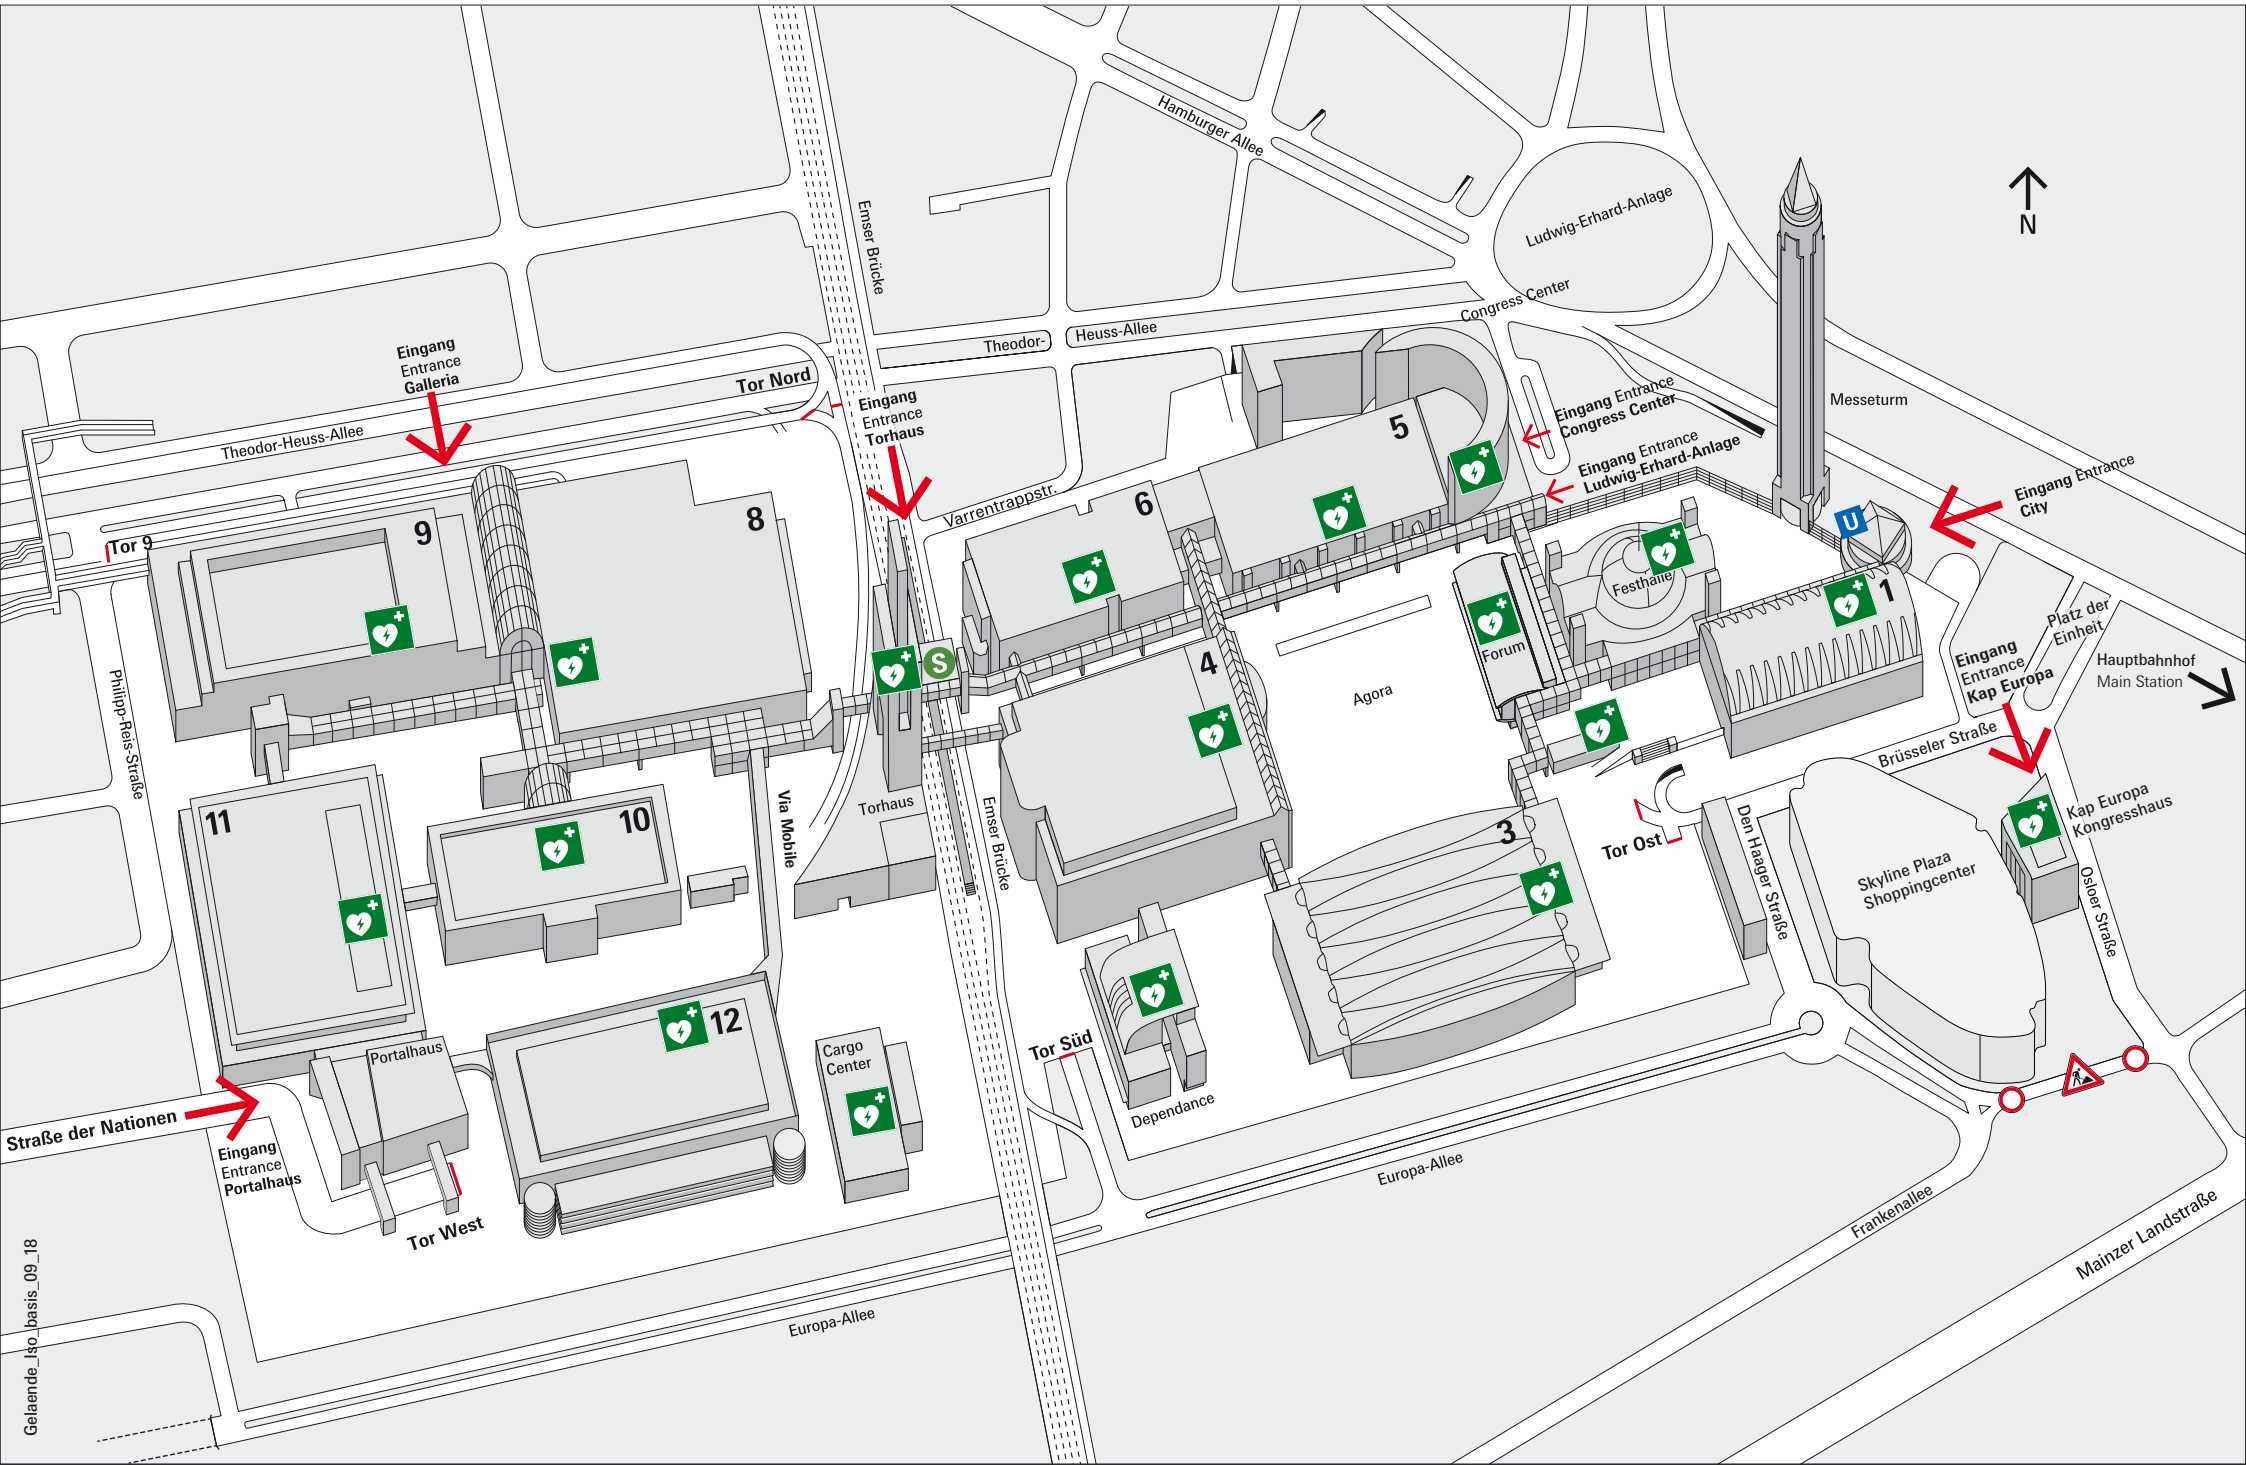 Hamburger Allee
Ludwig-Erhard-Anlage
N
Emser Brücke
Congress Center
Theodor-
Heuss-Allee
Eingang
Entrance
Galleria
Tor Nord
Eingang
Entrance
Torhaus
Theodor-Heuss-Allee
Eingang Entrance
Congress Center
Eingang Entrance
Ludwig-Erhard-Anlage
Messeturm
Eingang Entrance
City
Varrentrappstr.
Tor 9
9
8
6
5
U
Festhalle
1
Platz der
Einheit
Eingang
Entrance
Kap Europa
Hauptbahnhof
Main Station
S
4
Forum
Agora
Philipp-Reis-Straße
Brüsseler Straße
11
10
Via Mobile
Torhaus
Emser Brücke
3
Tor Ost
Den Haager Straße
Kap Europa
Kongresshaus
Skyline Plaza
Shoppingcenter
Osloer Straße
12
Portalhaus
Cargo
Center
Tor Süd
Dependance
Straße der Nationen
Eingang
Entrance
Portalhaus
Tor West
Europa-Allee
Europa-Allee
Frankenallee
Mainzer Landstraße
Gelaende_Iso_basis_09_18